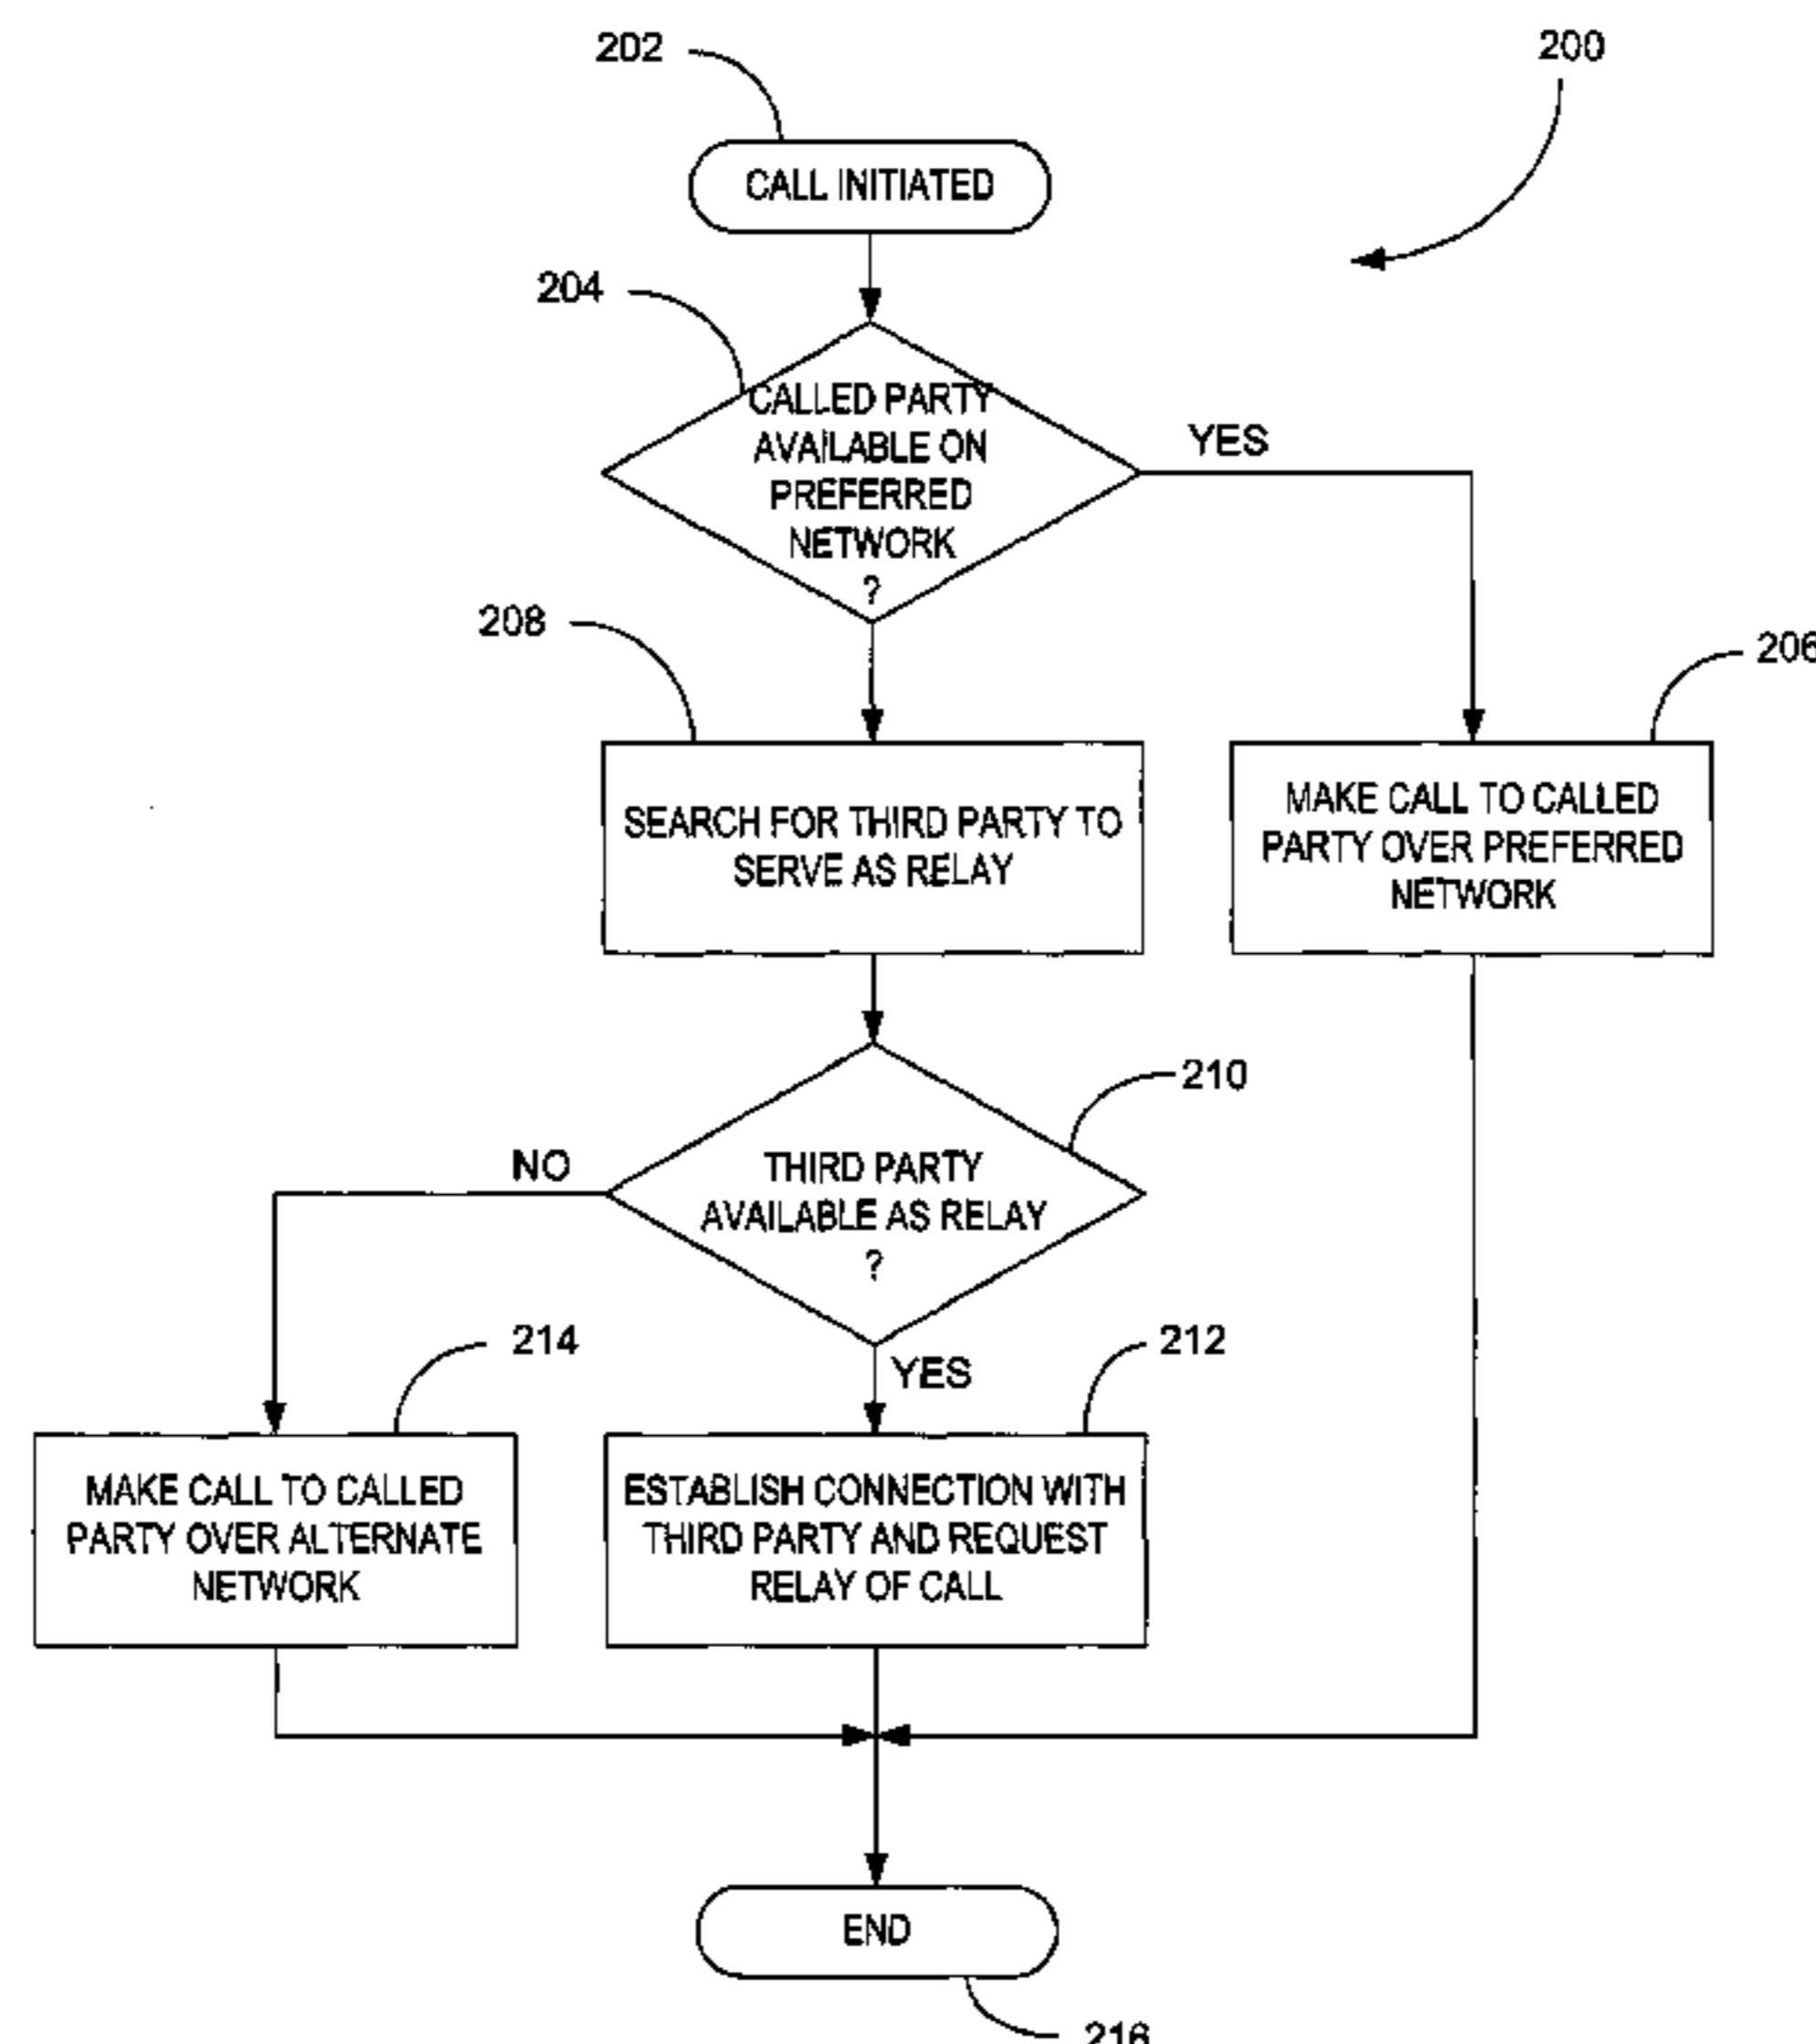 202
200
CALL INITIATED
204
CALLED PARTY
AVAILABLE ON
PREFERRED
NETWORK
?
YES
208
206
SEARCH FOR THIRD PARTY TO
SERVE AS RELAY
MAKE CALL TO CALLED
PARTY OVER PREFERRED
NETWORK
210
NO
THIRD PARTY
AVAILABLE AS RELAY
?
214
YES
212
MAKE CALL TO CALLED
PARTY OVER ALTERNATE
NETWORK
ESTABLISH CONNECTION WITH
THIRD PARTY AND REQUEST
RELAY OF CALL
END
216